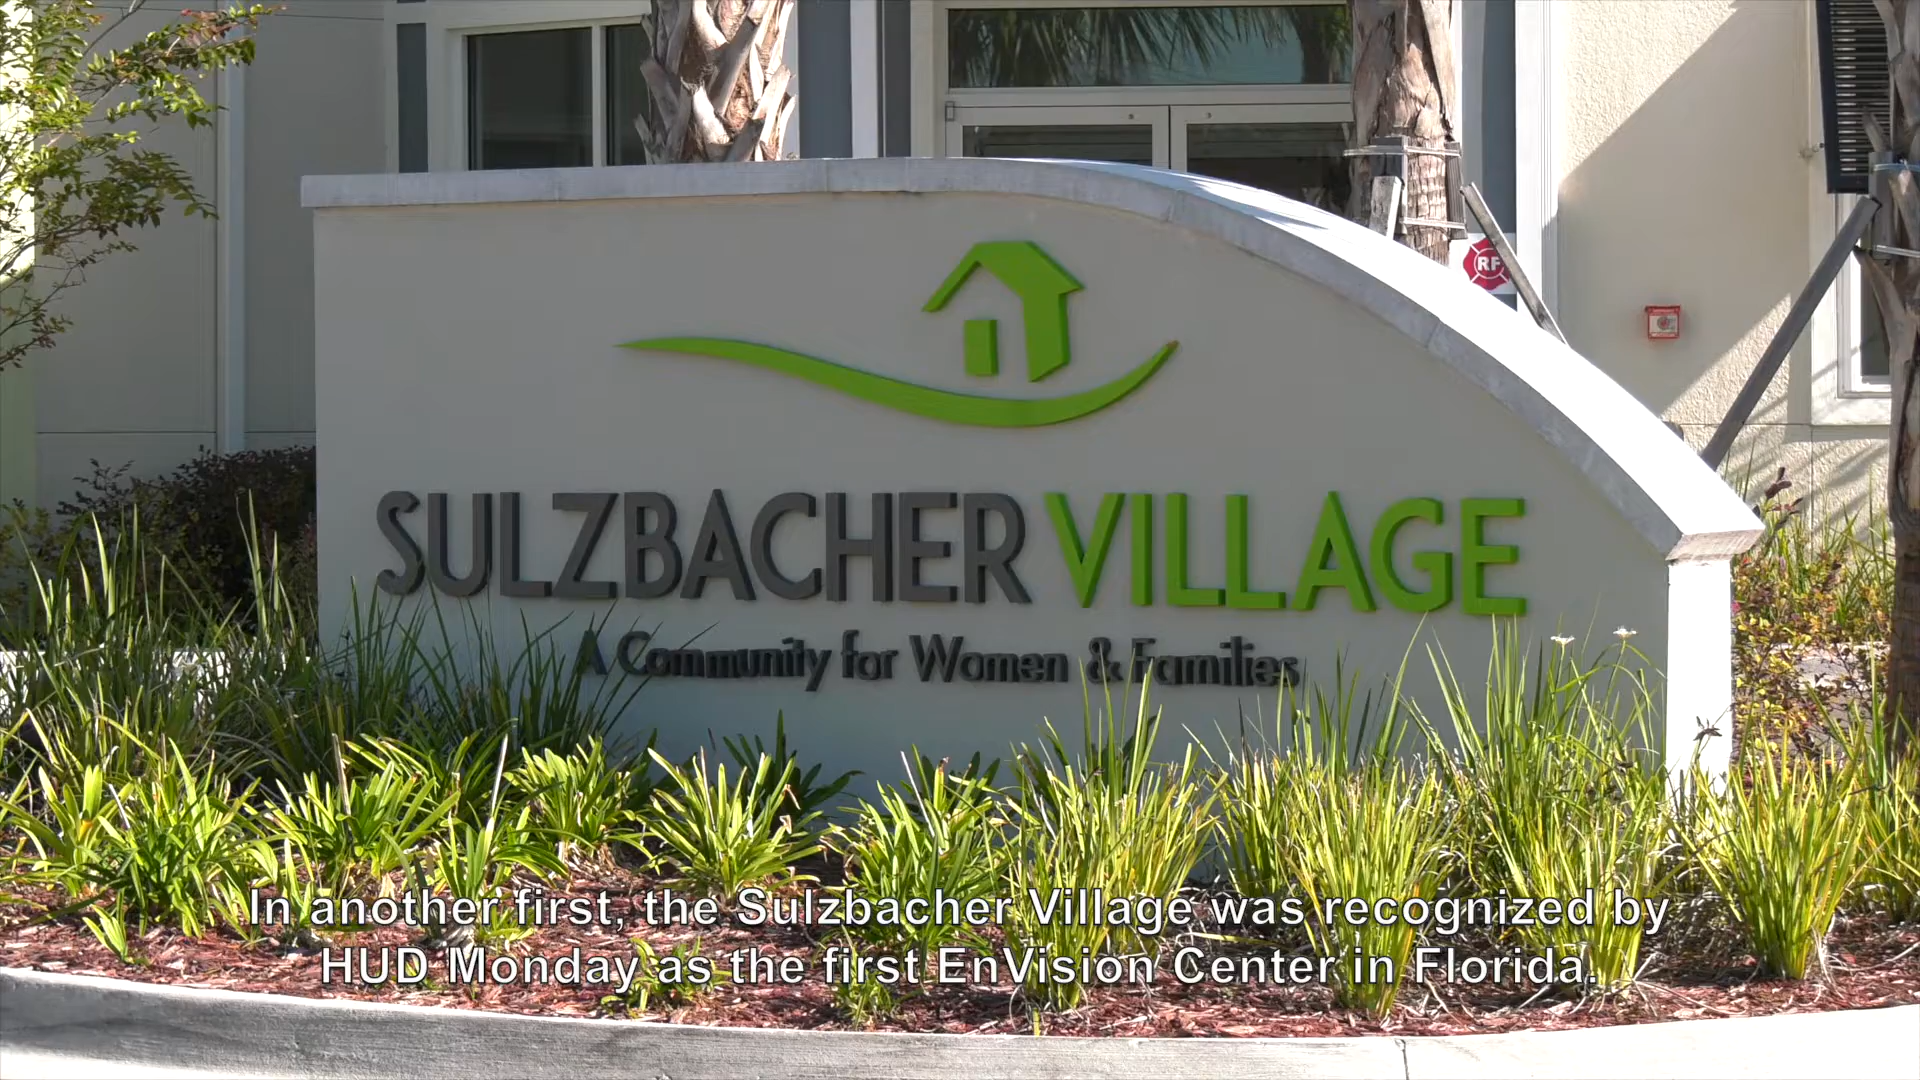 RF
SULZBACHER VILLAGE
A Community for Women & Families
In another first, the Sulzbacher Village was recognized by
HUD Monday as the first EnVision Center in Florida.